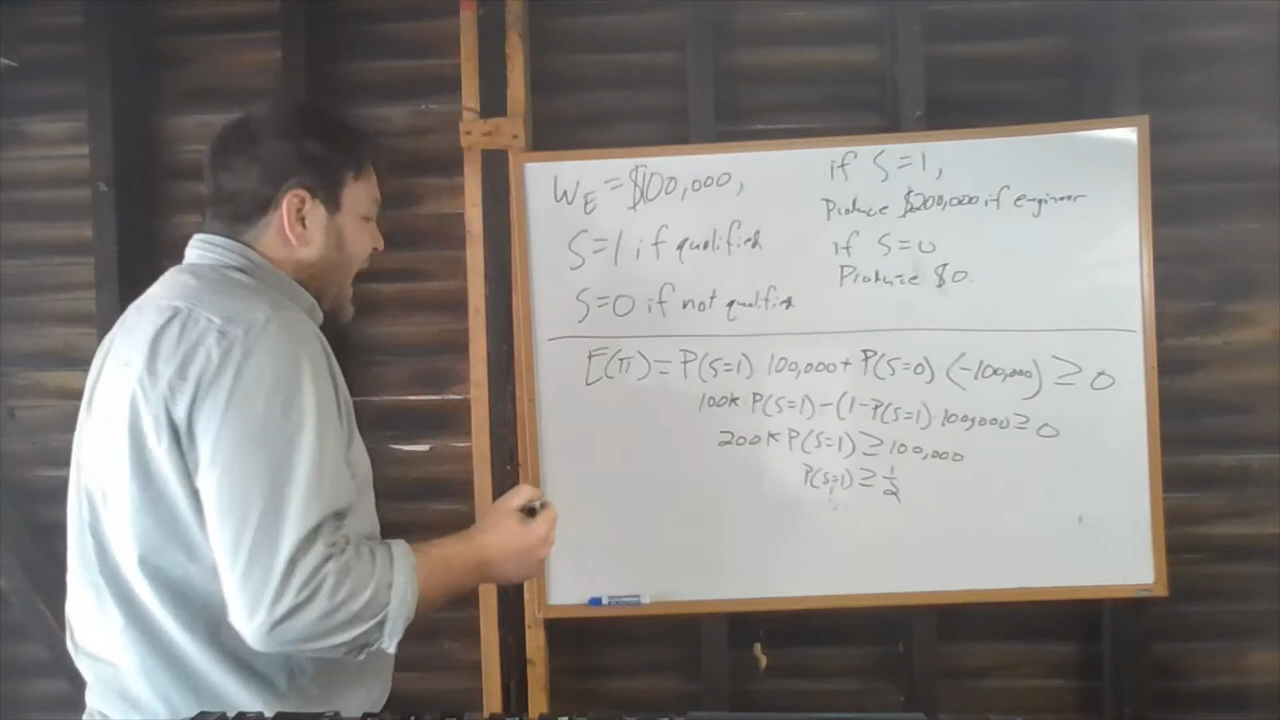 W_E = $100,000,
S=1 if qualified
S=0 if not qualified
if S=1,
Produce $200,000 if engineer
if S=0
Produce $0.
E(π) = P(S=1) 100,000 + P(S=0) (-100,000) ≥ 0
100k P(S=1) - (1-P(S=1)·100,000 ≥ 0
200k P(S=1) ≥ 100,000
P(S=1) ≥ 1/2